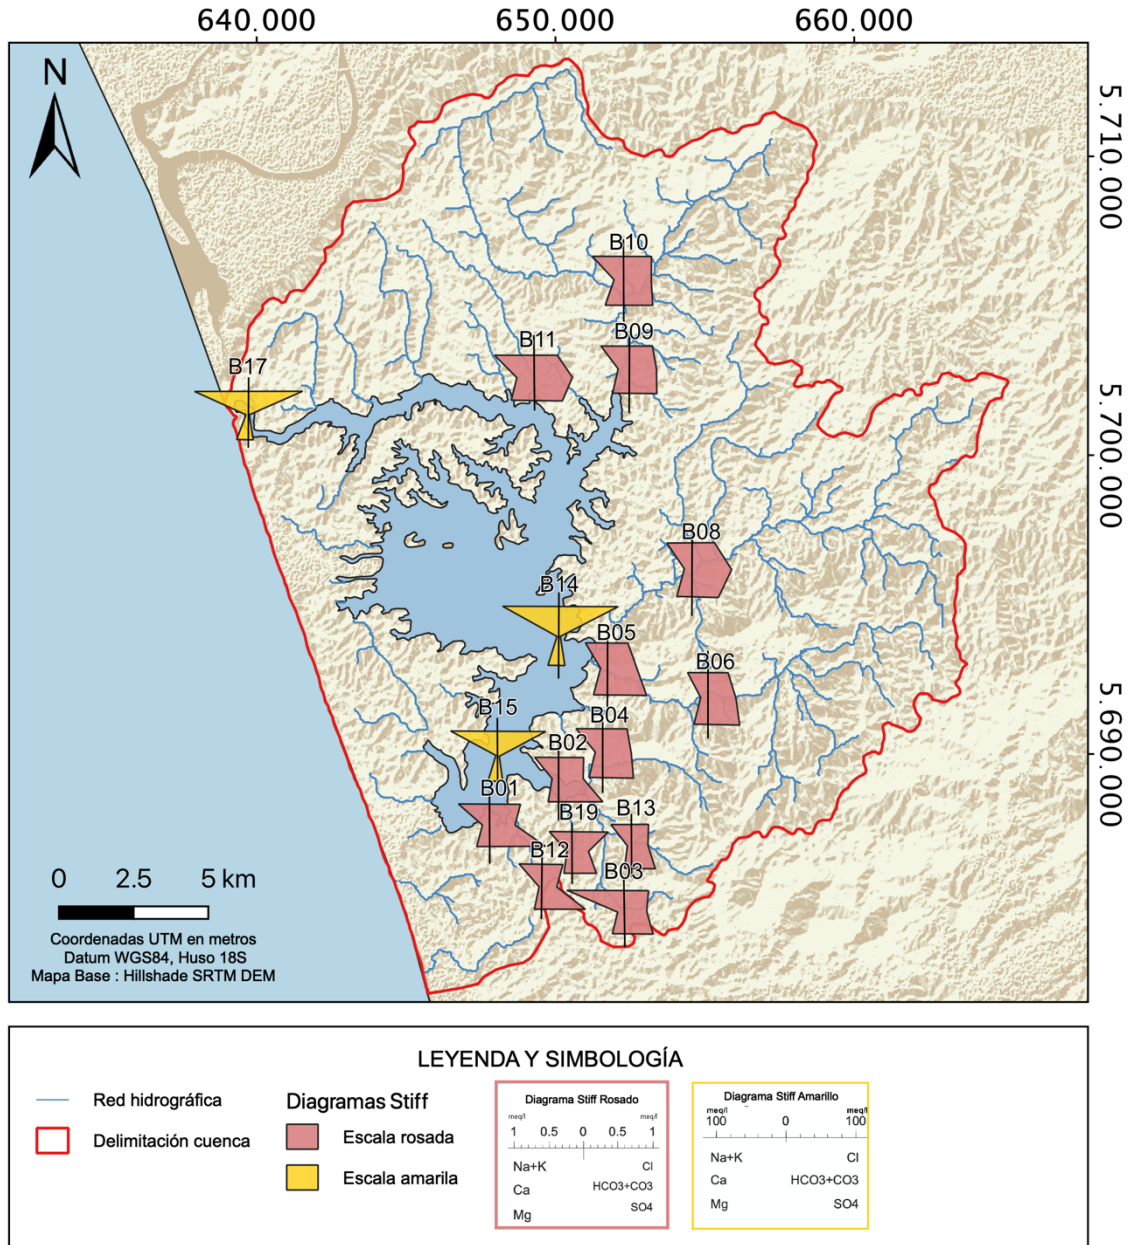 640.000 650.000 660.000
N
5.710.000
B10
B11
B09
B17
5.700.000
B08
B14
B05
B06
B15
B04
B02
5.690.000
B01
B19
B13
B12
B03
0 2.5 5 km
Coordenadas UTM en metros
Datum WGS84, Huso 18S
Mapa Base : Hillshade SRTM DEM
LEYENDA Y SIMBOLOGÍA
Red hidrográfica
Delimitación cuenca
Diagramas Stiff
Escala rosada
Escala amarila
Diagrama Stiff Rosado
meq/l meq/l
1 0.5 0 0.5 1
Na+K Cl
Ca HCO3+CO3
Mg SO4
Diagrama Stiff Amarillo
meq/l meq/l
100 0 100
Na+K Cl
Ca HCO3+CO3
Mg SO4